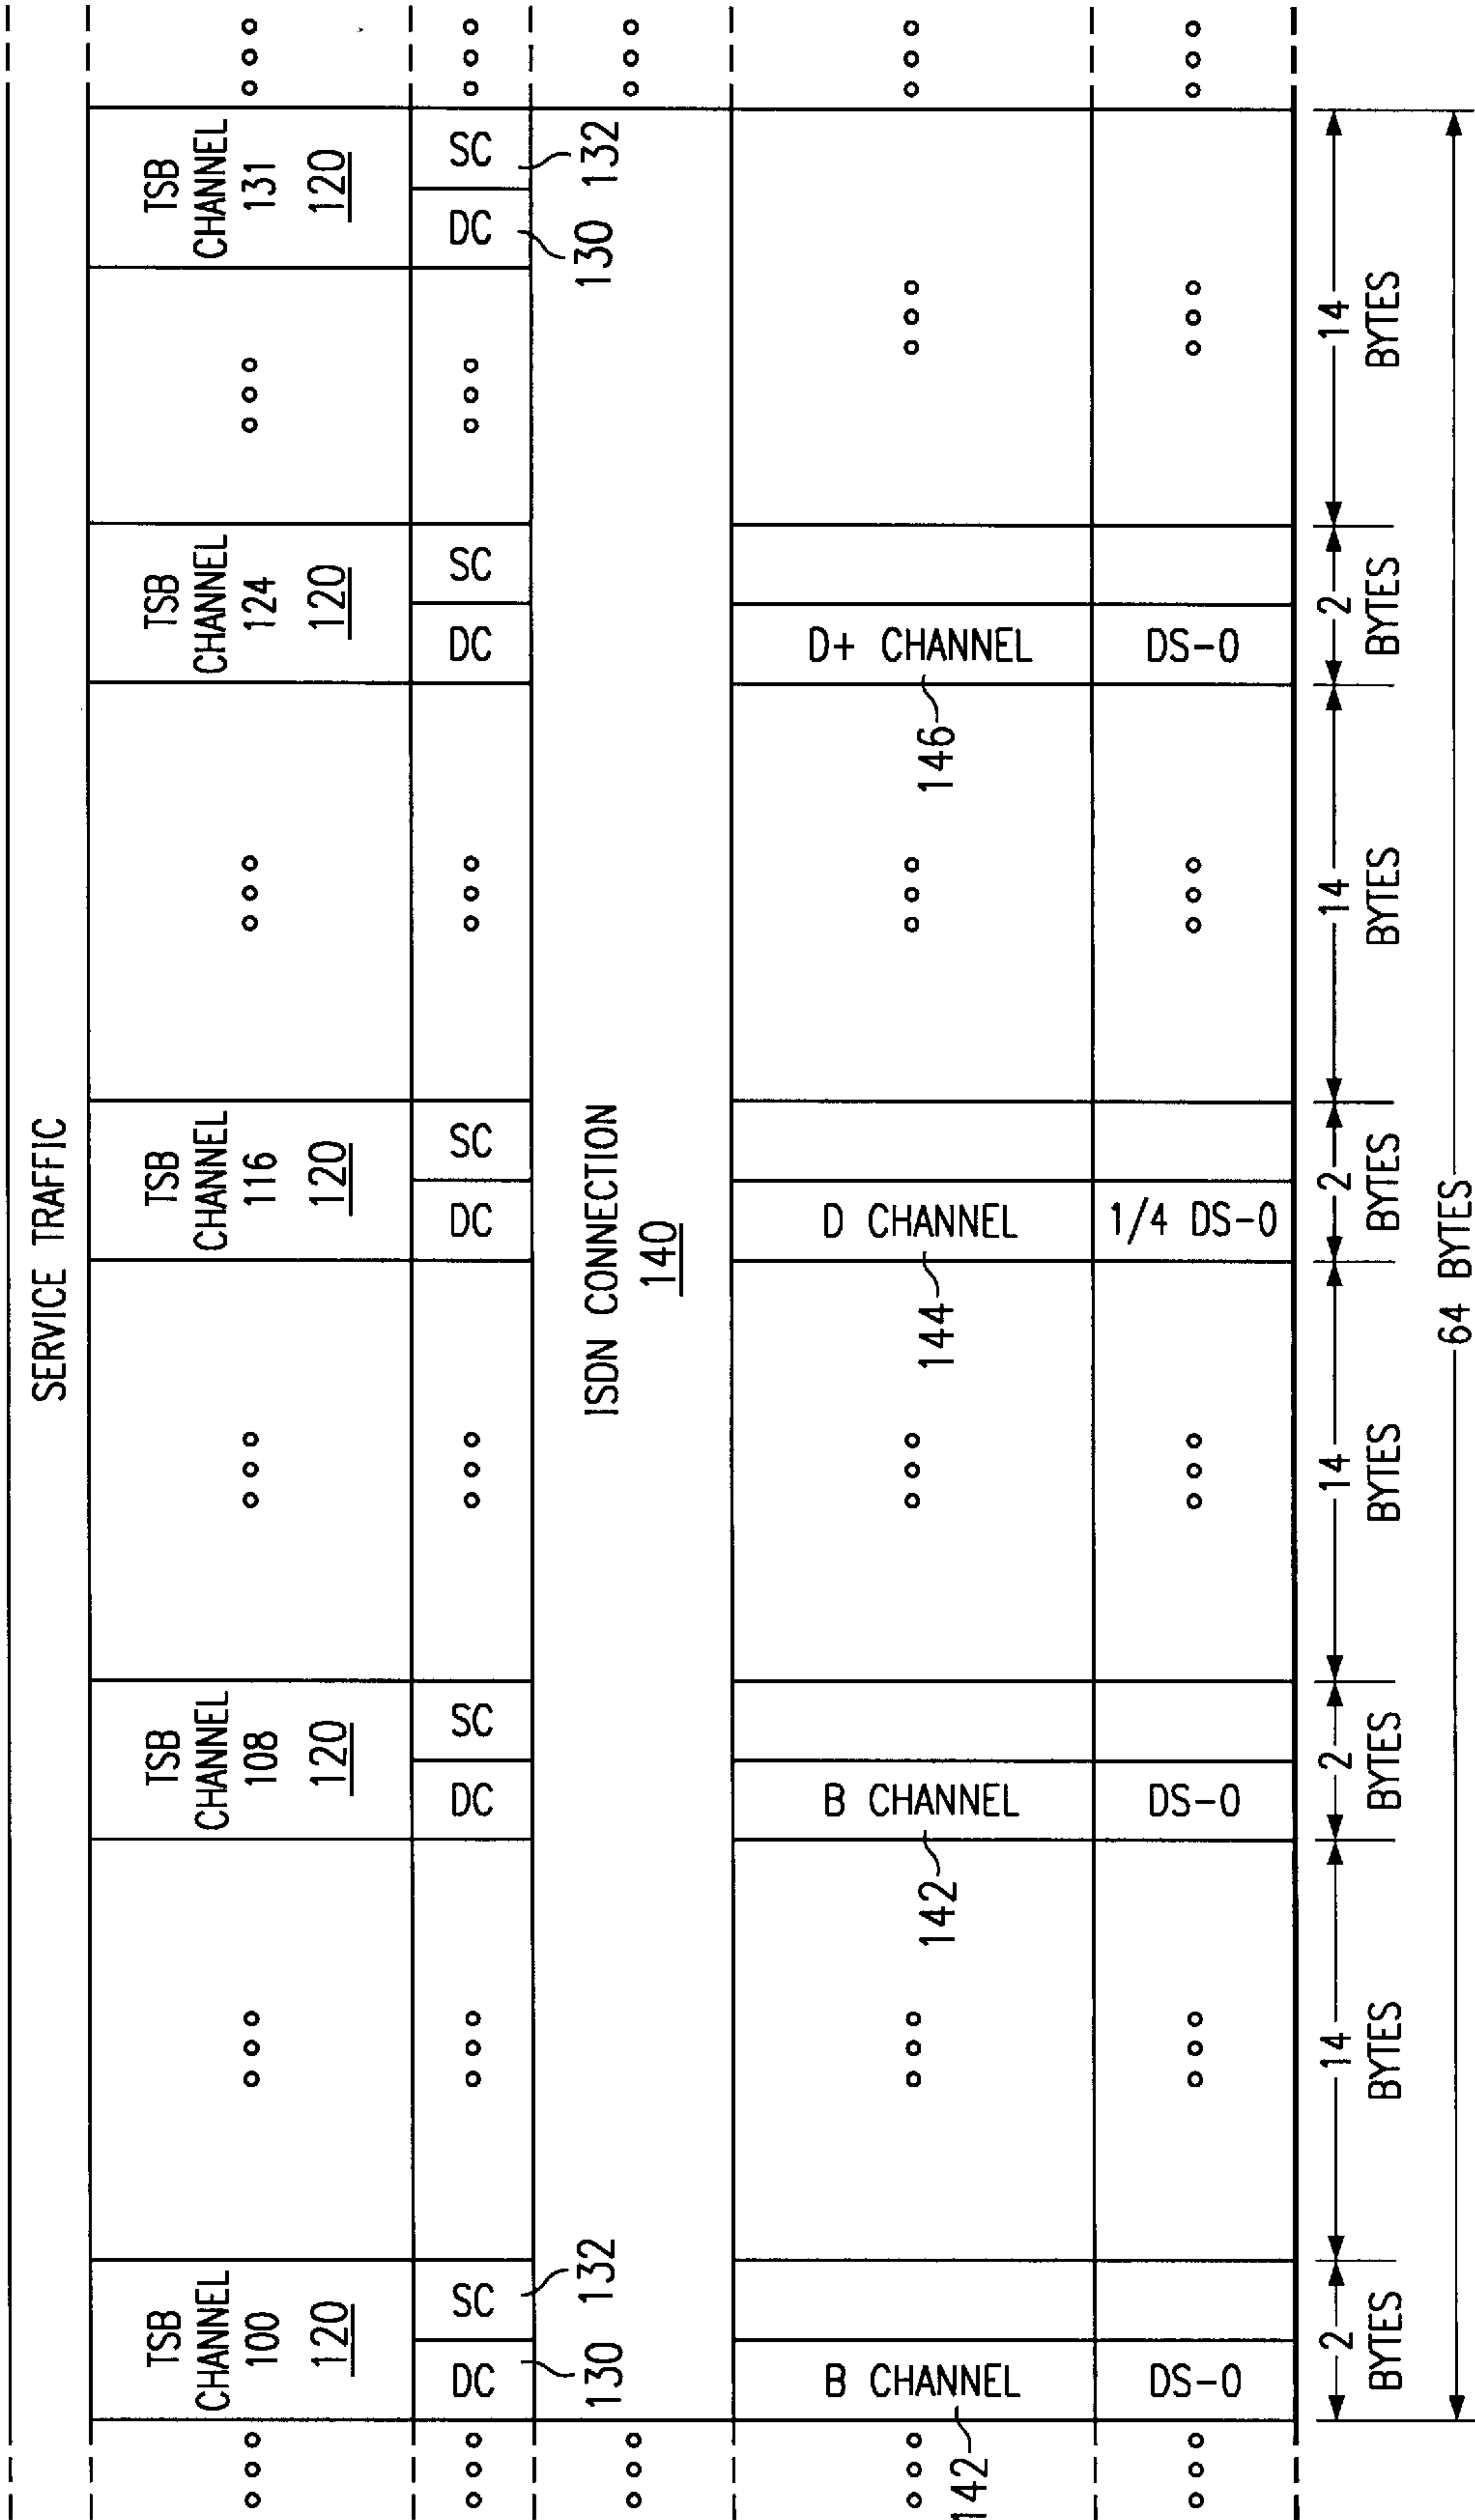 SERVICE TRAFFIC
TSB
CHANNEL
100
120
TSB
CHANNEL
108
120
TSB
CHANNEL
116
120
TSB
CHANNEL
124
120
TSB
CHANNEL
131
120
DC SC
DC SC
DC SC
DC SC
DC SC
130 132
130 132
ISDN CONNECTION
140
142
B CHANNEL
142
B CHANNEL
144
D CHANNEL
146
D+ CHANNEL
DS-0
DS-0
1/4 DS-0
DS-0
2
BYTES
14
BYTES
2
BYTES
14
BYTES
2
BYTES
14
BYTES
2
BYTES
14
BYTES
64 BYTES